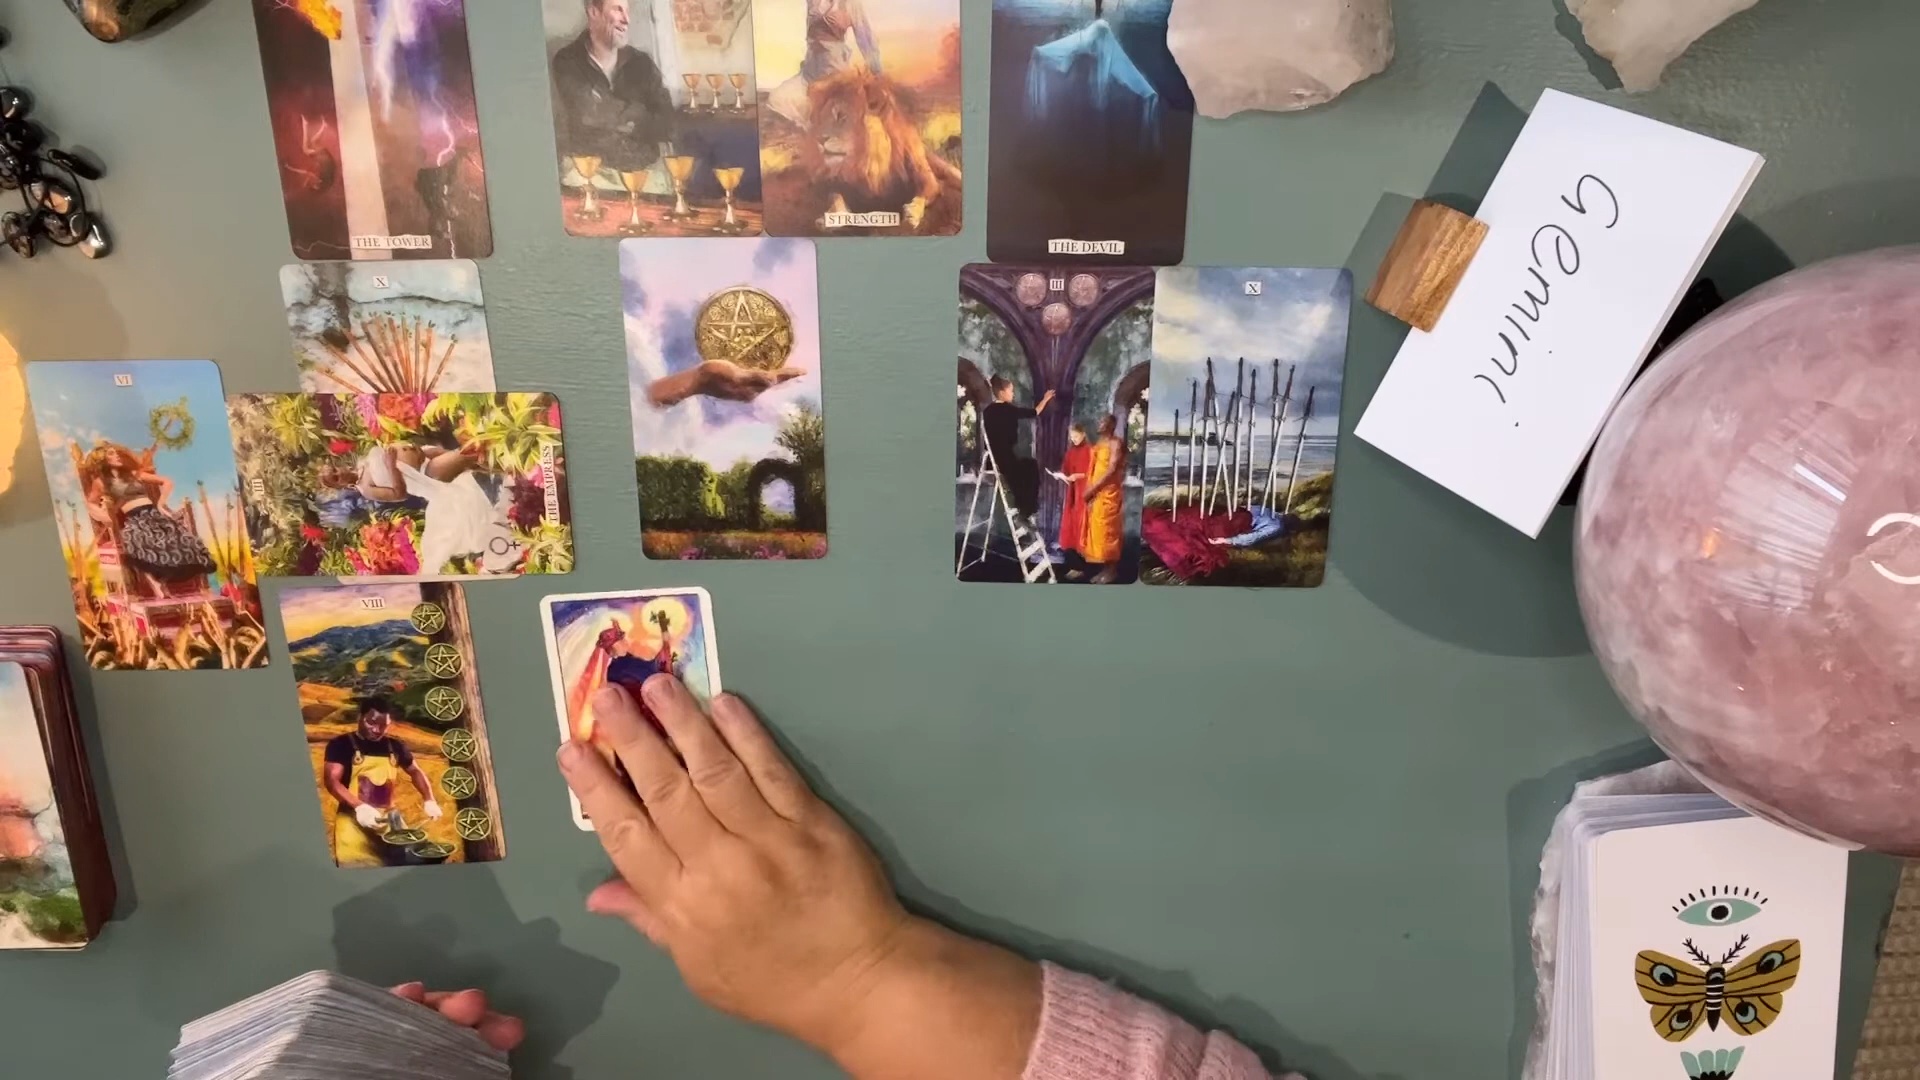 THE TOWER
STRENGTH
THE DEVIL
X
III
X
VI
III
THE EMPRESS
VIII
Gemini